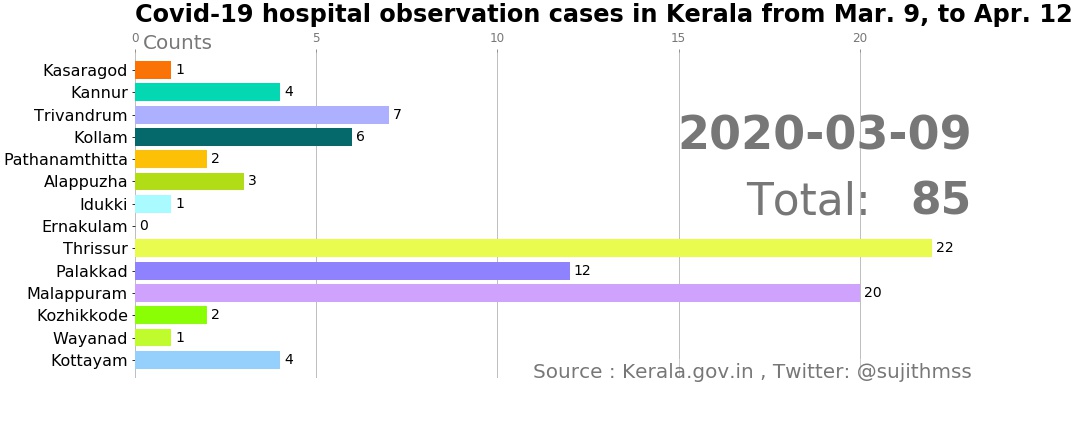 Covid-19 hospital observation cases in Kerala from Mar. 9, to Apr. 12
0 5 10 15 20
Counts
Kasaragod 1
Kannur 4
Trivandrum 7
Kollam 6
Pathanamthitta 2
Alappuzha 3
Idukki 1
Ernakulam 0
Thrissur 22
Palakkad 12
Malappuram 20
Kozhikkode 2
Wayanad 1
Kottayam 4
2020-03-09
Total: 85
Source : Kerala.gov.in , Twitter: @sujithmss